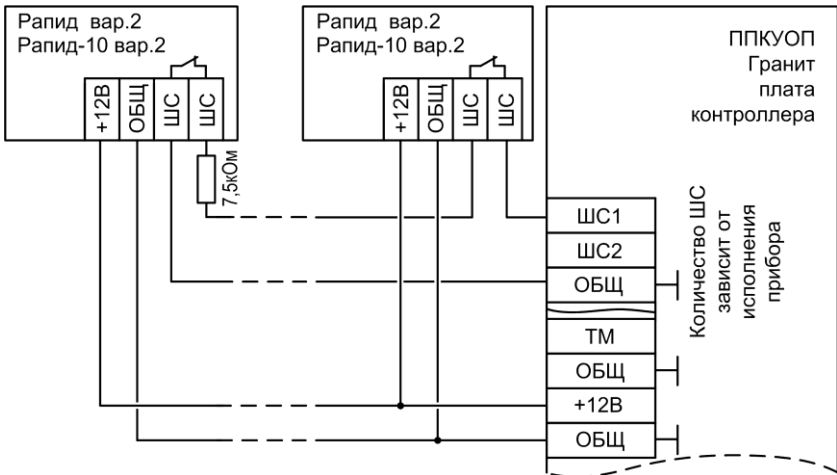 Рапид вар.2
Рапид-10 вар.2
+12В
ОБЩ
ШС
ШС
7,5кОм
Рапид вар.2
Рапид-10 вар.2
+12В
ОБЩ
ШС
ШС
ППКУОП
Гранит
плата
контроллера
ШС1
ШС2
ОБЩ
ТМ
ОБЩ
+12В
ОБЩ
Количество ШС
зависит от
исполнения
прибора